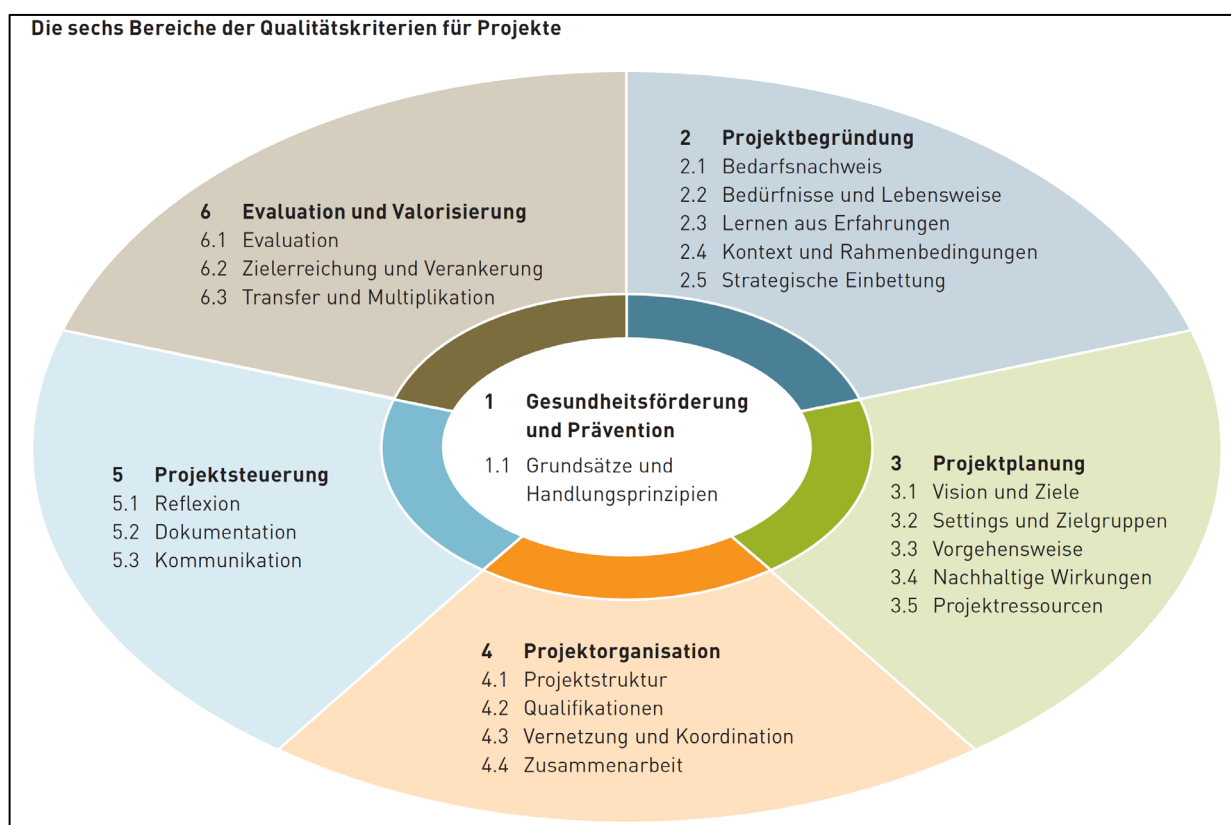 Die sechs Bereiche der Qualitätskriterien für Projekte
1 Gesundheitsförderung
und Prävention
1.1 Grundsätze und
Handlungsprinzipien
2 Projektbegründung
2.1 Bedarfsnachweis
2.2 Bedürfnisse und Lebensweise
2.3 Lernen aus Erfahrungen
2.4 Kontext und Rahmenbedingungen
2.5 Strategische Einbettung
3 Projektplanung
3.1 Vision und Ziele
3.2 Settings und Zielgruppen
3.3 Vorgehensweise
3.4 Nachhaltige Wirkungen
3.5 Projektressourcen
4 Projektorganisation
4.1 Projektstruktur
4.2 Qualifikationen
4.3 Vernetzung und Koordination
4.4 Zusammenarbeit
5 Projektsteuerung
5.1 Reflexion
5.2 Dokumentation
5.3 Kommunikation
6 Evaluation und Valorisierung
6.1 Evaluation
6.2 Zielerreichung und Verankerung
6.3 Transfer und Multiplikation